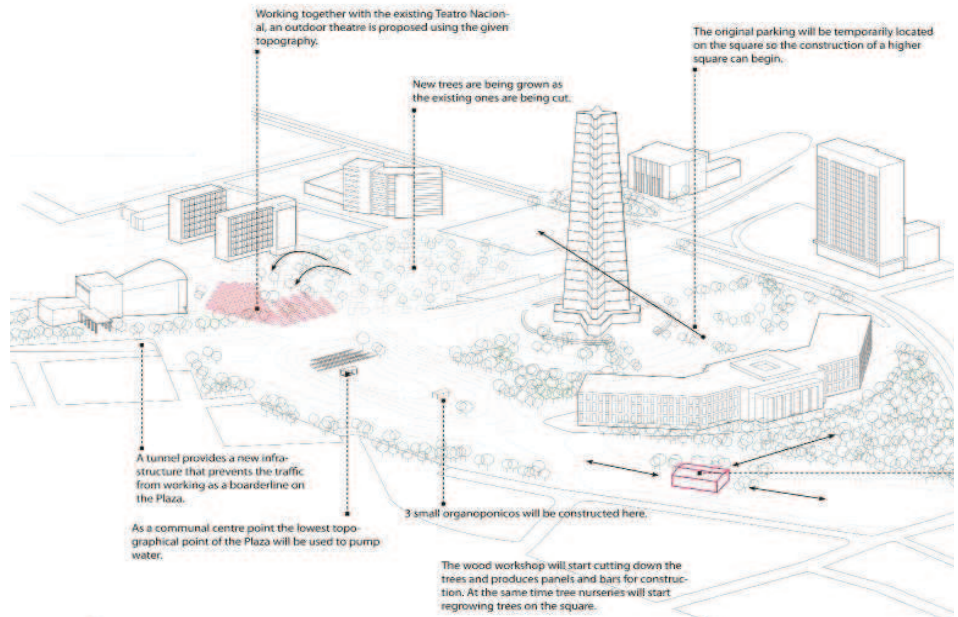 Working together with the existing Teatro Nacion-
al, an outdoor theatre is proposed using the given
topography.
The original parking will be temporarily located
on the square so the construction of a higher
square can begin.
New trees are being grown as
the existing ones are being cut.
A tunnel provides a new infra-
structure that prevents the traffic
from working as a boarderline on
the Plaza.
3 small organoponicos will be constructed here.
As a communal centre point the lowest topo-
graphical point of the Plaza will be used to pump
water.
The wood workshop will start cutting down the
trees and produces panels and bars for construc-
tion. At the same time tree nurseries will start
regrowing trees on the square.